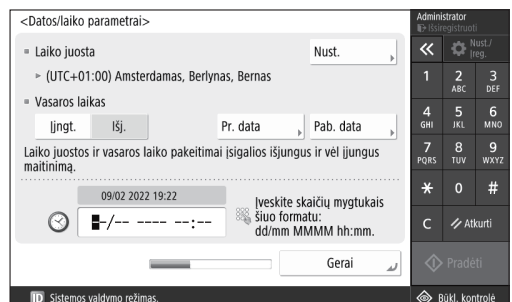 <Datos/laiko parametrai>
Laiko juosta
Nust.
(UTC+01:00) Amsterdamas, Berlynas, Bernas
Vasaros laikas
Įjngt.
Išj.
Pr. data
Pab. data
Laiko juostos ir vasaros laiko pakeitimai įsigalios išjungus ir vėl įjungus
maitinimą.
09/02 2022 19:22
-/-- ---- --:--
Įveskite skaičių mygtukais
šiuo formatu:
dd/mm MMMM hh:mm.
Gerai
ID Sistemos valdymo režimas.
Administrator
Išsiregistruoti
Nust./
Įreg.
1
2
ABC
3
DEF
4
GHI
5
JKL
6
MNO
7
PQRS
8
TUV
9
WXYZ
*
0
#
C
Atkurti
Pradėti
Būkl. kontrolė